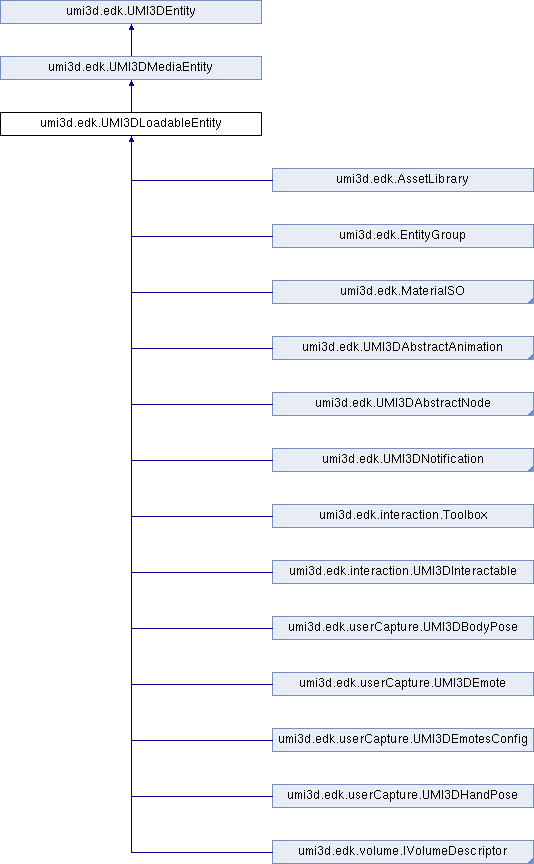 umi3d.edk.UMI3DEntity
umi3d.edk.UMI3DMediaEntity
umi3d.edk.UMI3DLoadableEntity
umi3d.edk.AssetLibrary
umi3d.edk.EntityGroup
umi3d.edk.MaterialSO
umi3d.edk.UMI3DAbstractAnimation
umi3d.edk.UMI3DAbstractNode
umi3d.edk.UMI3DNotification
umi3d.edk.interaction.Toolbox
umi3d.edk.interaction.UMI3DInteractable
umi3d.edk.userCapture.UMI3DBodyPose
umi3d.edk.userCapture.UMI3DEmote
umi3d.edk.userCapture.UMI3DEmotesConfig
umi3d.edk.userCapture.UMI3DHandPose
umi3d.edk.volume.IVolumeDescriptor